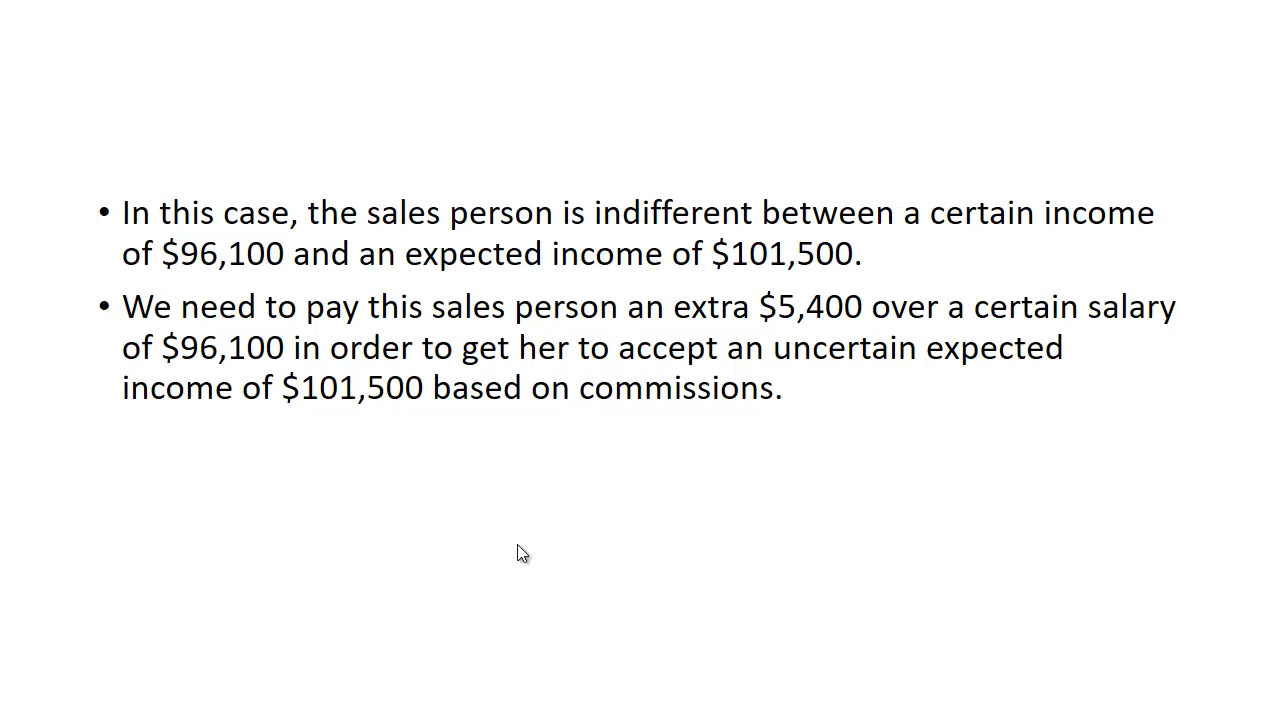 • In this case, the sales person is indifferent between a certain income
of $96,100 and an expected income of $101,500.
• We need to pay this sales person an extra $5,400 over a certain salary
of $96,100 in order to get her to accept an uncertain expected
income of $101,500 based on commissions.